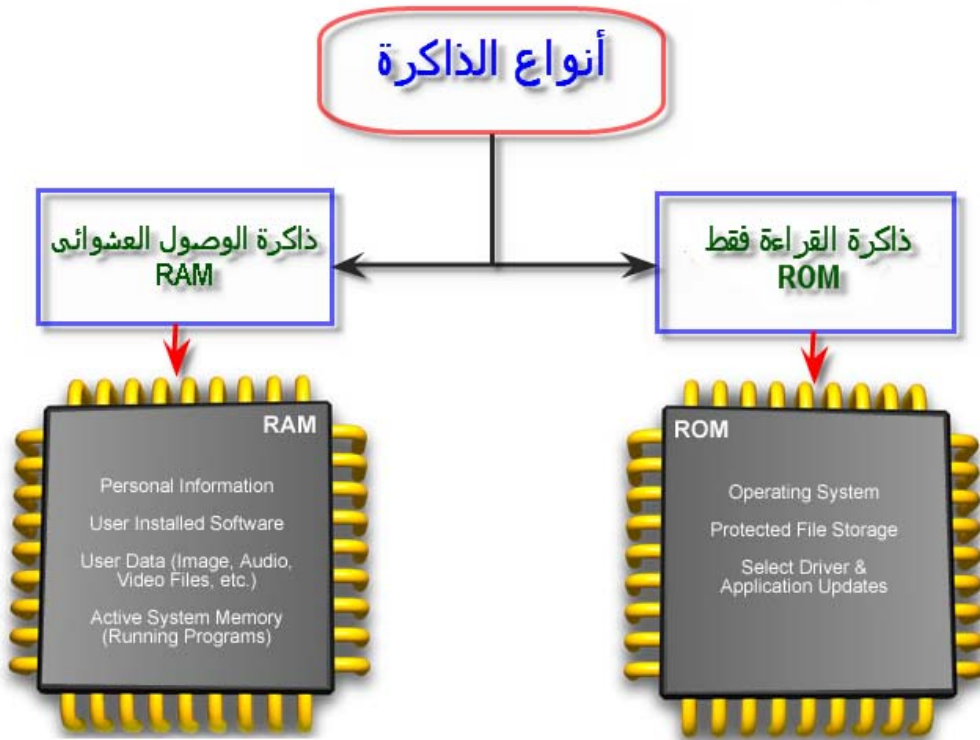 أنواع الذاكرة
ذاكرة القراءة فقط
ROM
ذاكرة الوصول العشوائى
RAM
ROM
Operating System
Protected File Storage
Select Driver &
Application Updates
RAM
Personal Information
User Installed Software
User Data (Image, Audio,
Video Files, etc.)
Active System Memory
(Running Programs)